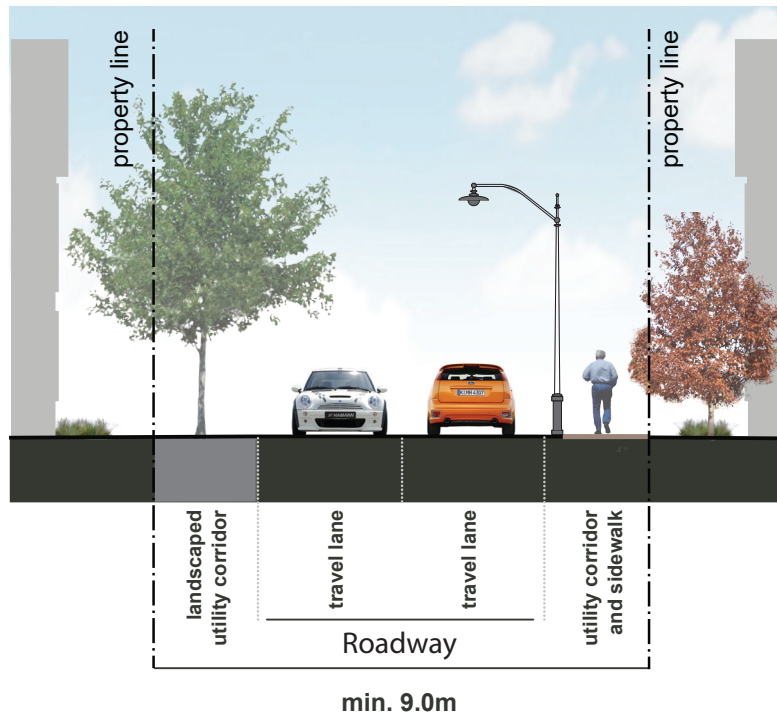 property line
property line
landscaped
utility corridor
travel lane
travel lane
utility corridor
and sidewalk
Roadway
min. 9.0m